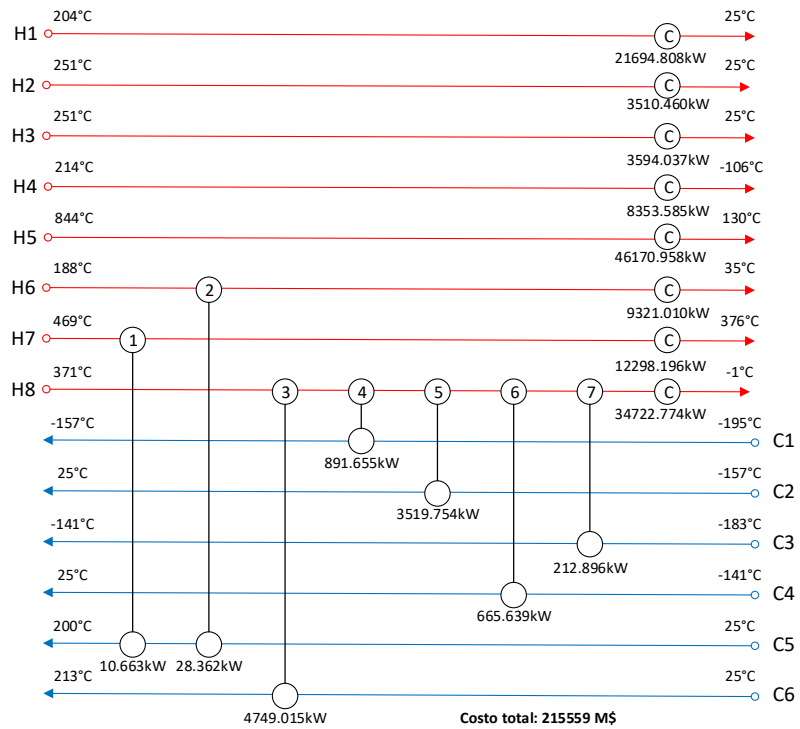 204°C 25°C
H1 C
21694.808kW
251°C 25°C
H2 C
3510.460kW
251°C 25°C
H3 C
3594.037kW
214°C -106°C
H4 C
8353.585kW
844°C 130°C
H5 C
46170.958kW
188°C 35°C
H6 2 C
9321.010kW
469°C 376°C
H7 1 C
12298.196kW
371°C -1°C
H8 3 4 5 6 7 C
34722.774kW
-157°C -195°C
C1
891.655kW
25°C -157°C
C2
3519.754kW
-141°C -183°C
C3
212.896kW
25°C -141°C
C4
665.639kW
200°C 25°C
C5
10.663kW 28.362kW
213°C 25°C
C6
4749.015kW Costo total: 215559 M$